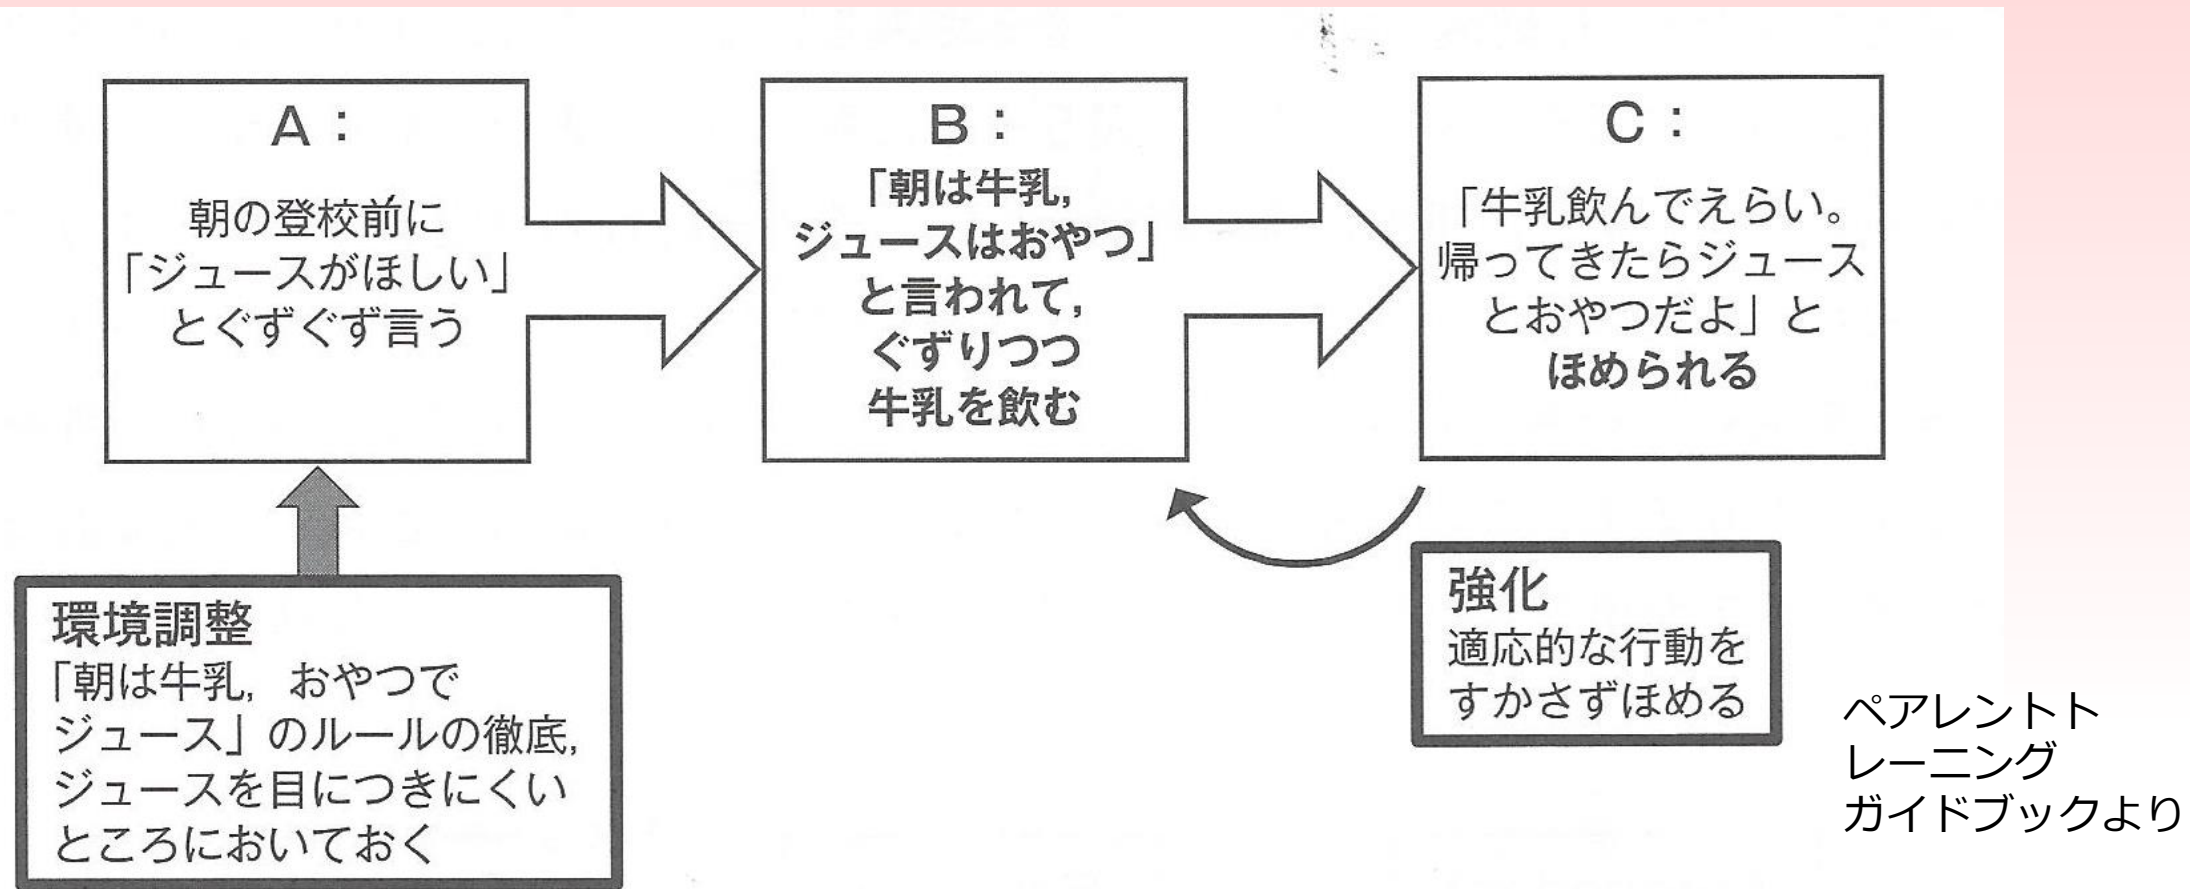 A：
朝の登校前に
「ジュースがほしい」
とぐずぐず言う
B：
「朝は牛乳，
ジュースはおやつ」
と言われて，
ぐずりつつ
牛乳を飲む
C：
「牛乳飲んでえらい。
帰ってきたらジュース
とおやつだよ」と
ほめられる
環境調整
「朝は牛乳，おやつで
ジュース」のルールの徹底，
ジュースを目につきにくい
ところにおいておく
強化
適応的な行動を
すかさずほめる
ペアレントト
レーニング
ガイドブックより